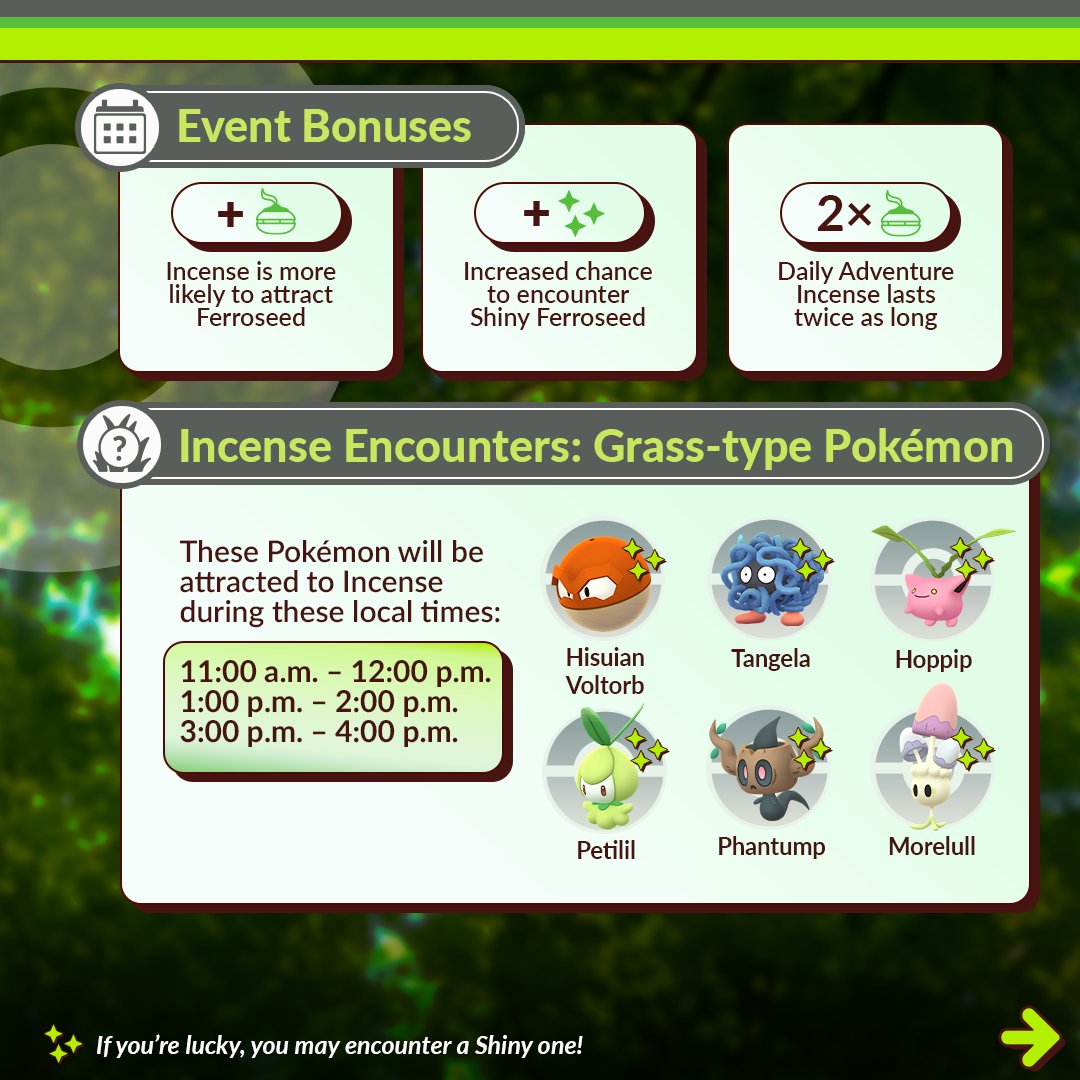 Event Bonuses
+
Incense is more
likely to attract
Ferroseed
+
Increased chance
to encounter
Shiny Ferroseed
2×
Daily Adventure
Incense lasts
twice as long
?
Incense Encounters: Grass-type Pokémon
These Pokémon will be
attracted to Incense
during these local times:
11:00 a.m. – 12:00 p.m.
1:00 p.m. – 2:00 p.m.
3:00 p.m. – 4:00 p.m.
Hisuian
Voltorb
Tangela
Hoppip
Petilil
Phantump
Morelull
If you’re lucky, you may encounter a Shiny one!